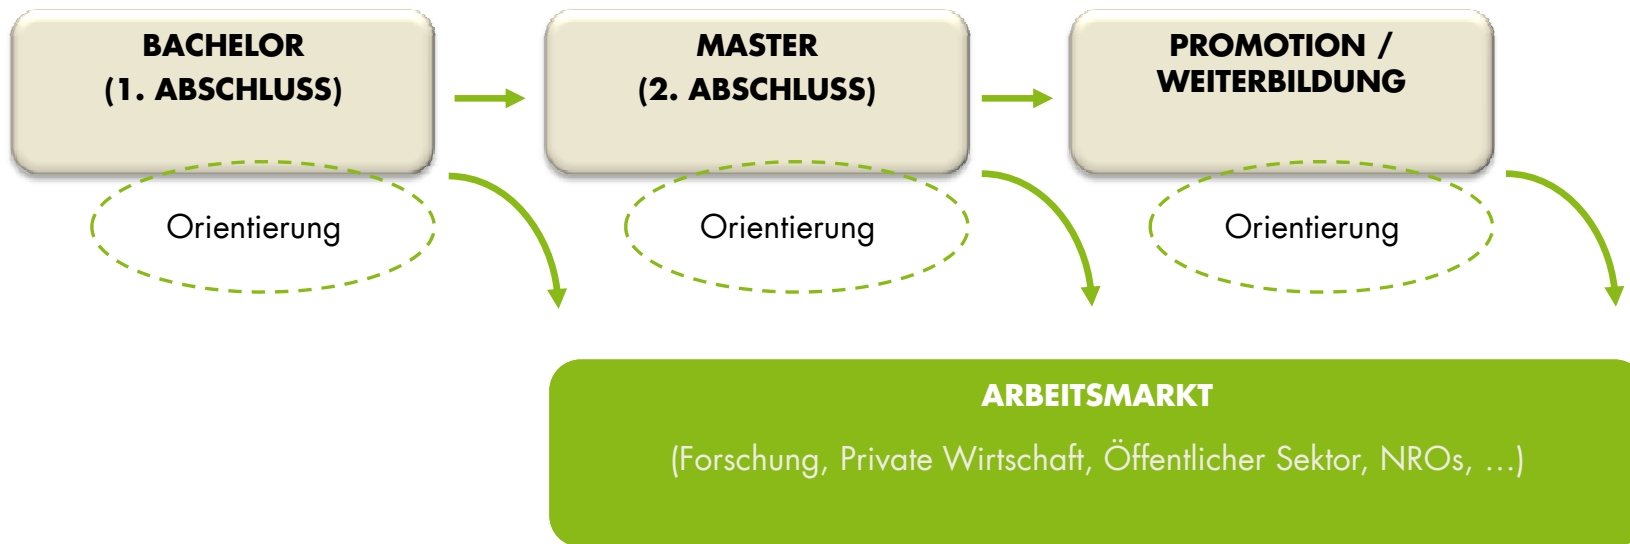 BACHELOR
(1. ABSCHLUSS)
MASTER
(2. ABSCHLUSS)
PROMOTION /
WEITERBILDUNG
Orientierung
Orientierung
Orientierung
ARBEITSMARKT
(Forschung, Private Wirtschaft, Öffentlicher Sektor, NROs, ...)